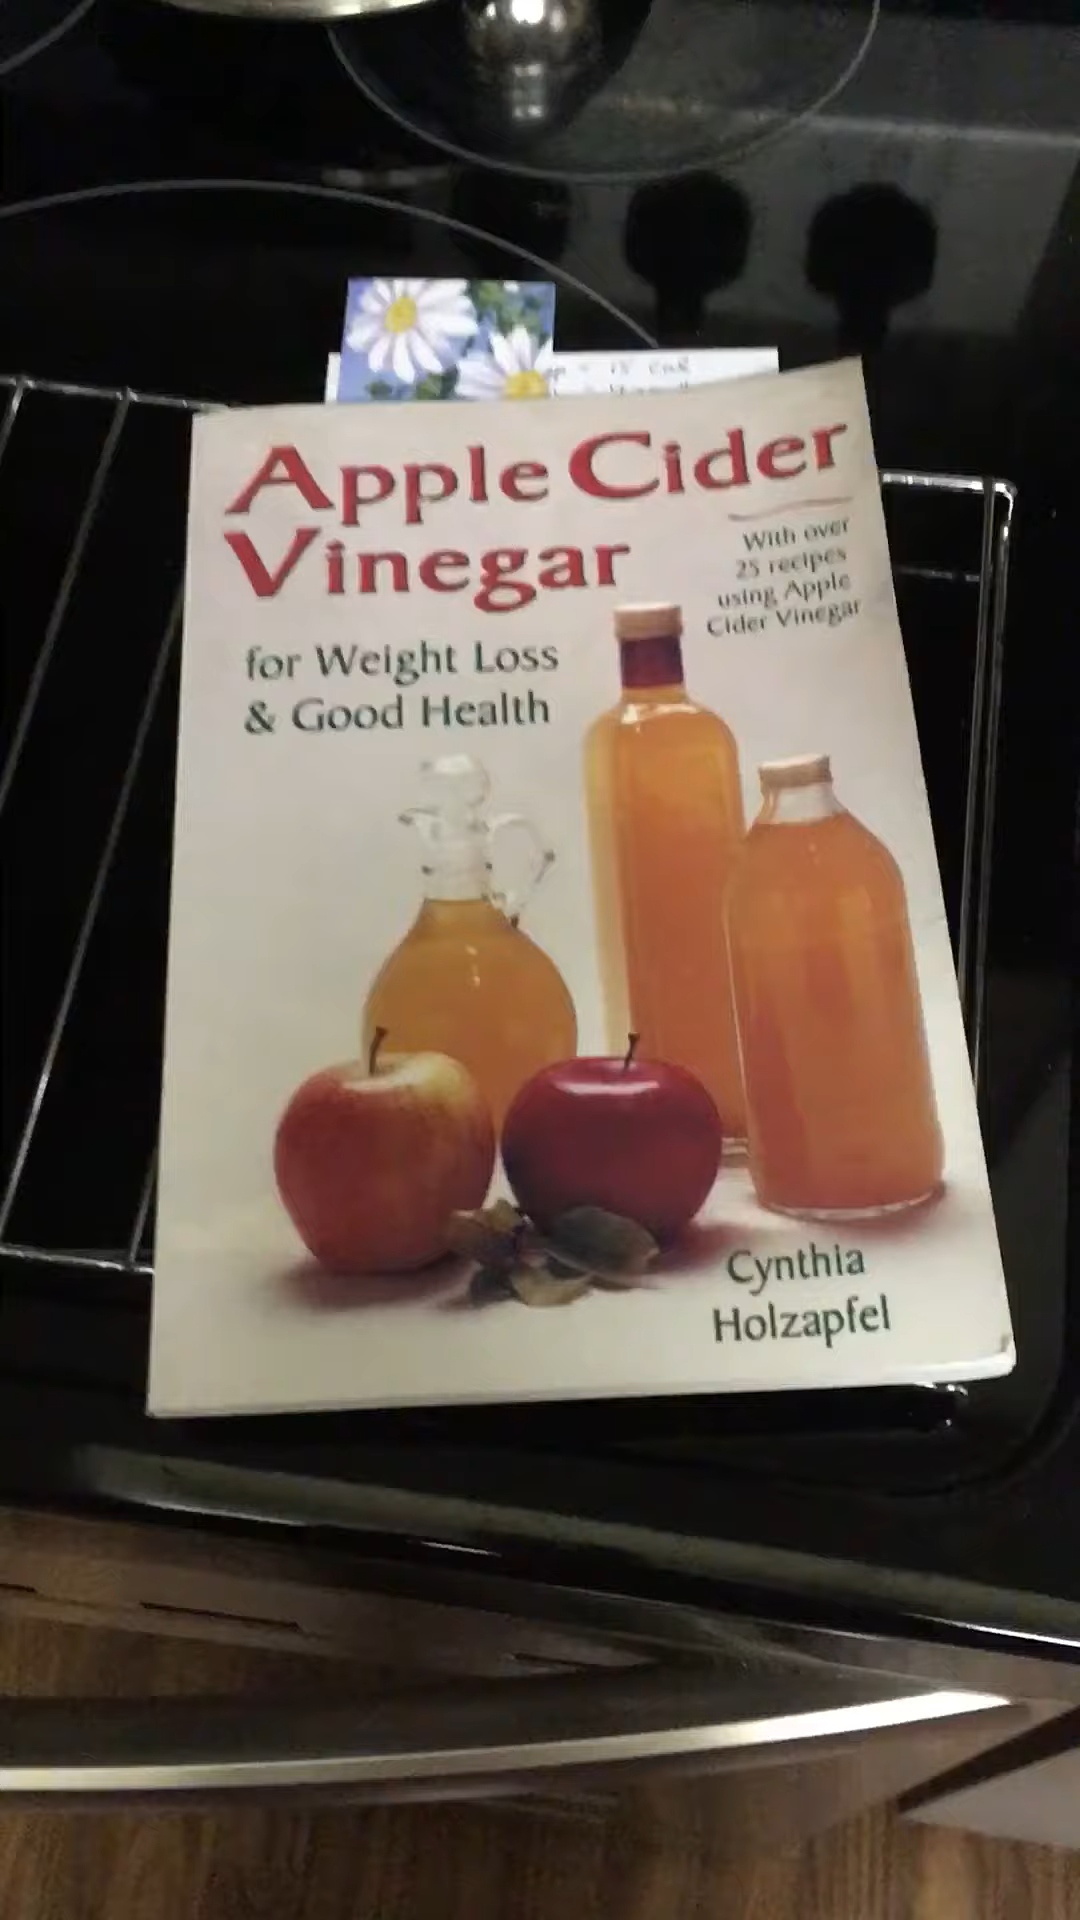 Apple Cider
Vinegar
With over
25 recipes
using Apple
Cider Vinegar
for Weight Loss
& Good Health
Cynthia
Holzapfel